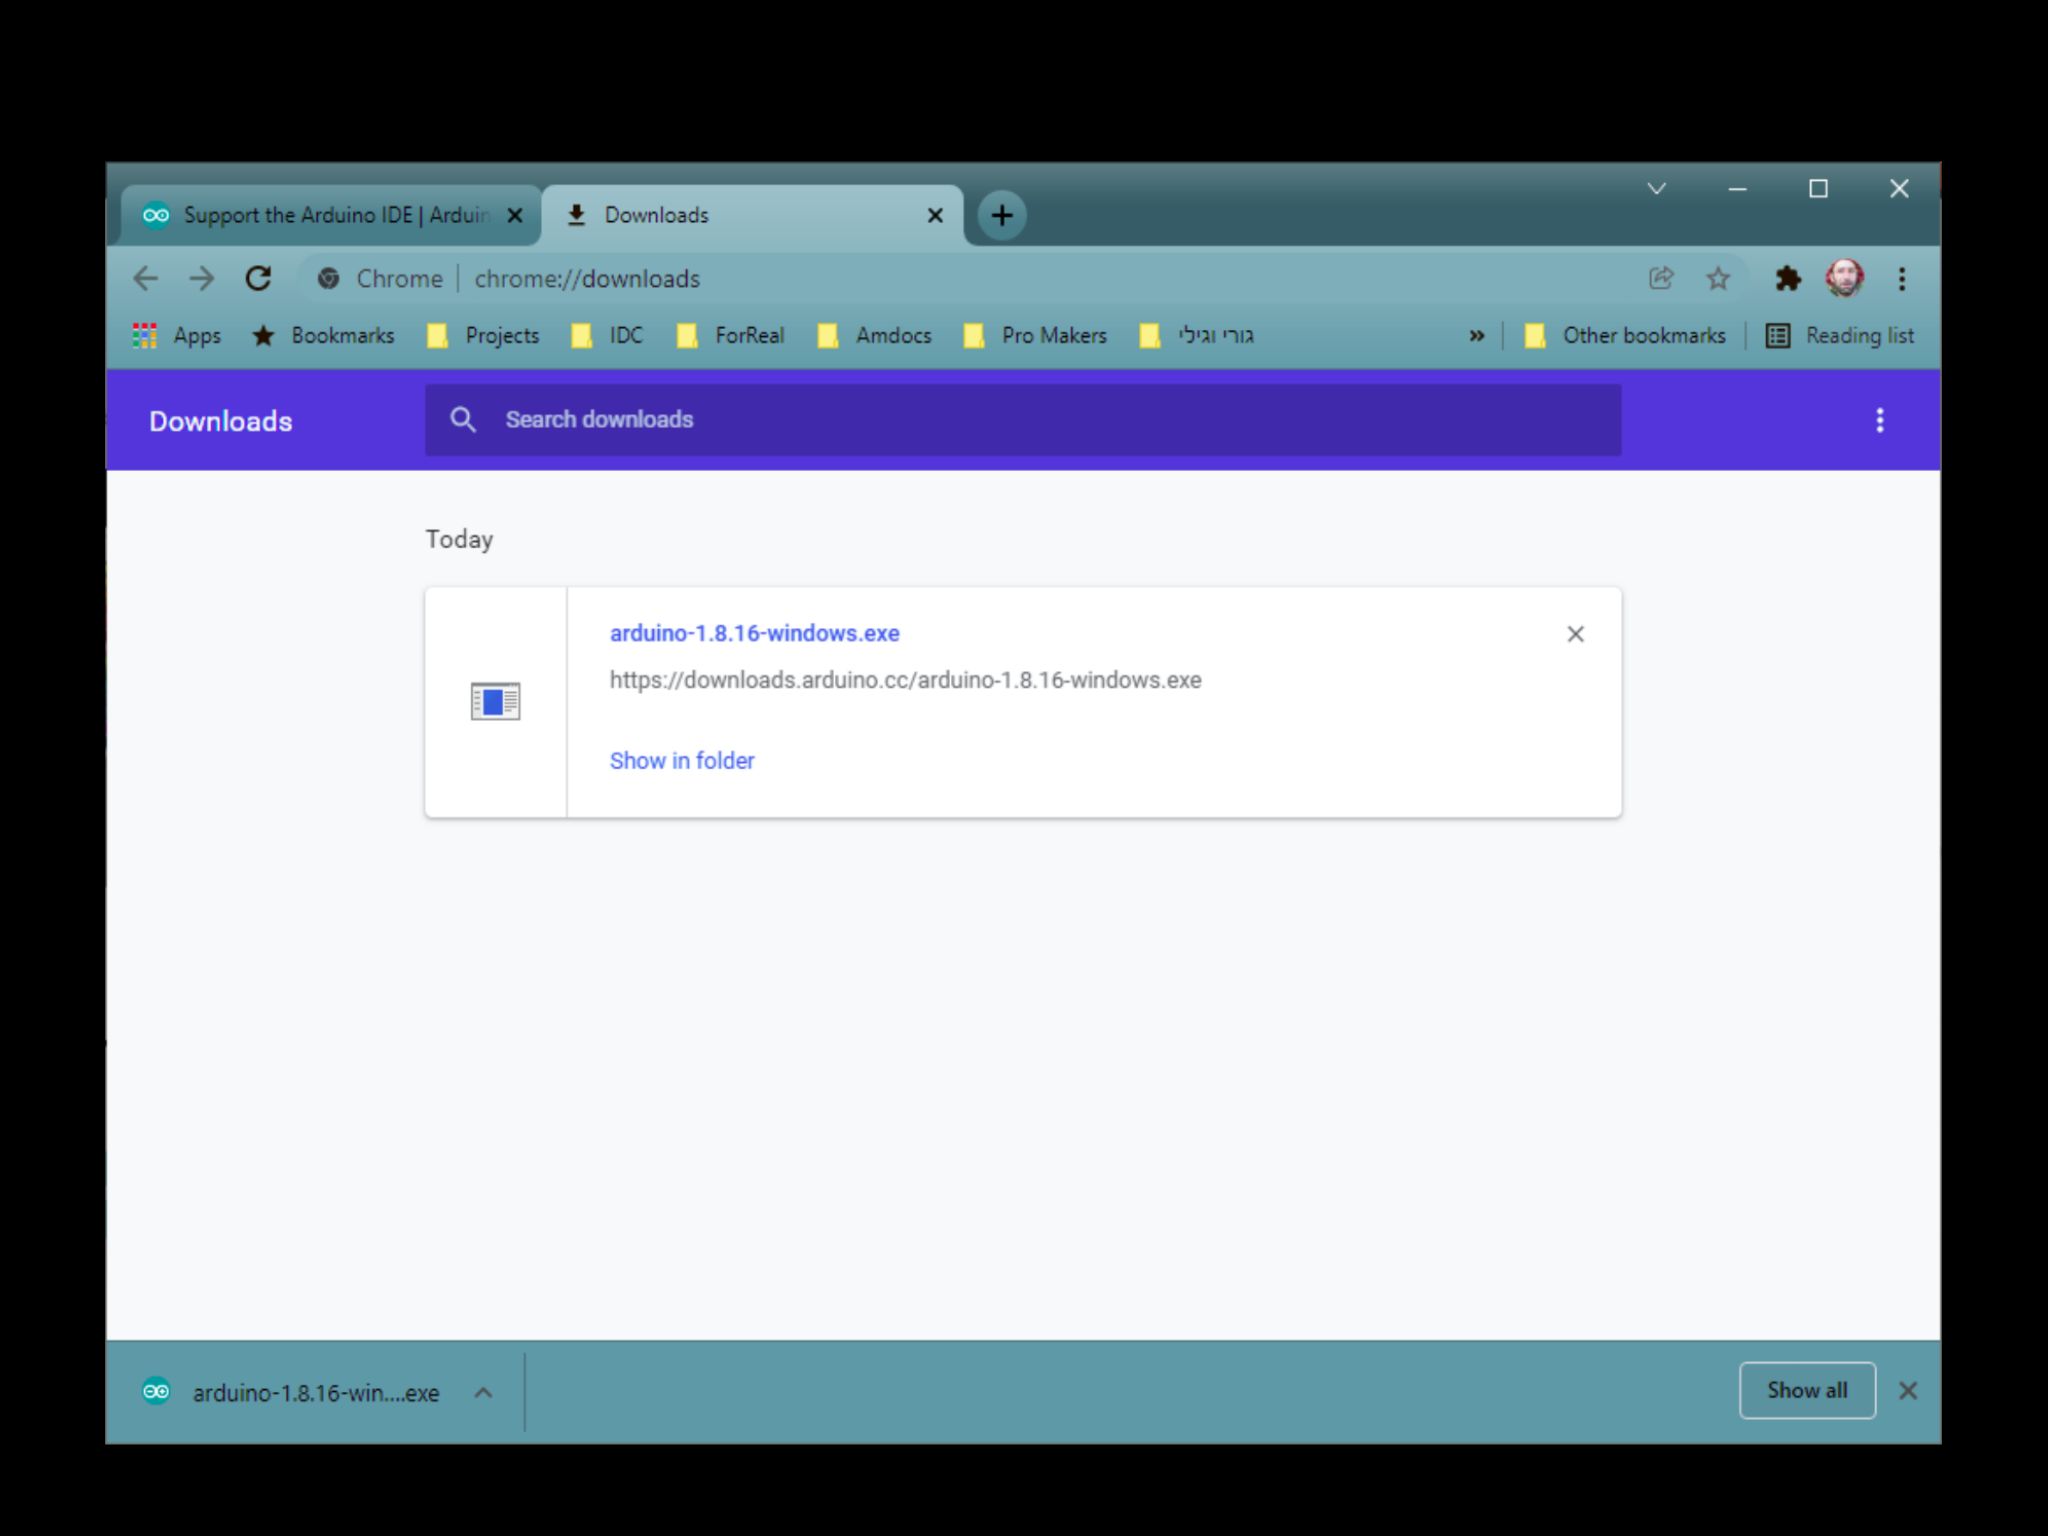 Support the Arduino IDE | Arduin
Downloads
Chrome | chrome://downloads
Apps Bookmarks Projects IDC ForReal Amdocs Pro Makers גורי וגילי » Other bookmarks Reading list
Downloads Search downloads
Today
arduino-1.8.16-windows.exe
https://downloads.arduino.cc/arduino-1.8.16-windows.exe
Show in folder
arduino-1.8.16-win....exe Show all